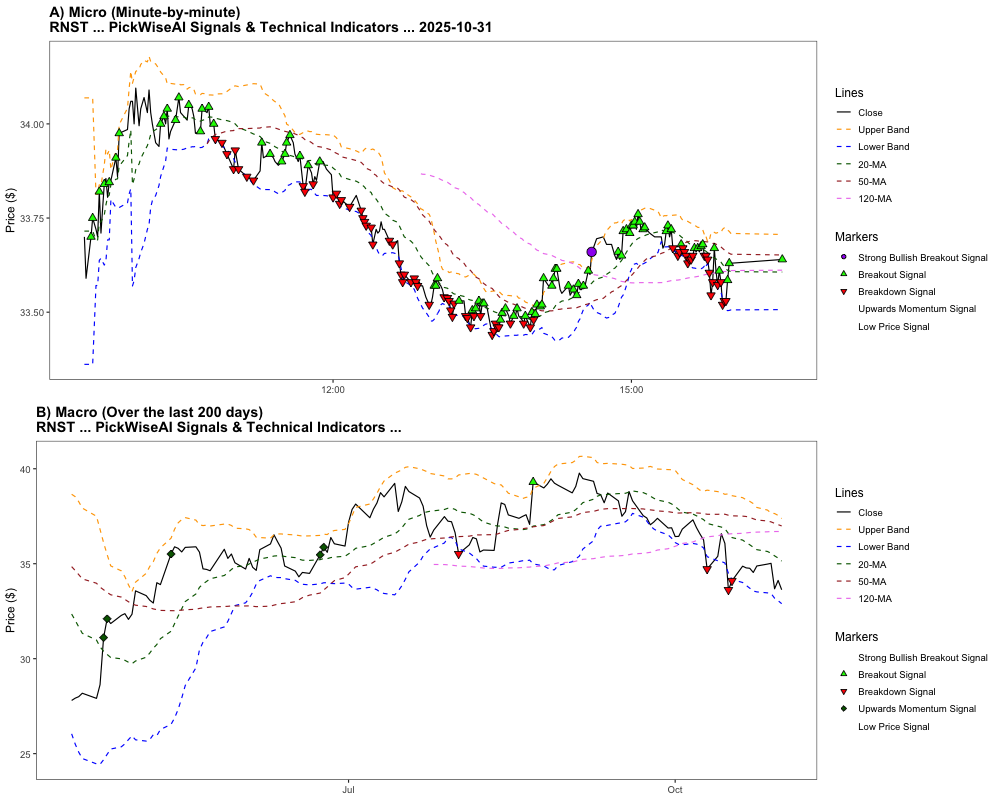 A) Micro (Minute-by-minute)
RNST ... PickWiseAI Signals & Technical Indicators ... 2025-10-31
Price ($)
34.00
33.75
33.50
12:00
15:00
Lines
Close
Upper Band
Lower Band
20-MA
50-MA
120-MA
Markers
Strong Bullish Breakout Signal
Breakout Signal
Breakdown Signal
Upwards Momentum Signal
Low Price Signal
B) Macro (Over the last 200 days)
RNST ... PickWiseAI Signals & Technical Indicators ...
Price ($)
40
35
30
25
Jul
Oct
Lines
Close
Upper Band
Lower Band
20-MA
50-MA
120-MA
Markers
Strong Bullish Breakout Signal
Breakout Signal
Breakdown Signal
Upwards Momentum Signal
Low Price Signal